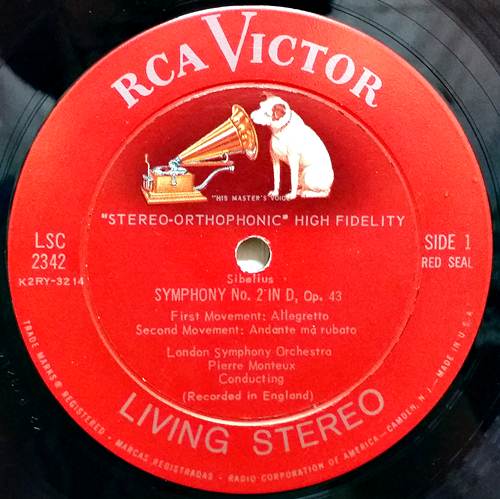 RCA VICTOR
"HIS MASTER'S VOICE"
"STEREO-ORTHOPHONIC" HIGH FIDELITY
LSC
2342
K2RY-3214
SIDE 1
RED SEAL
Sibelius
SYMPHONY No. 2 IN D, Op. 43
First Movement: Allegretto
Second Movement: Andante mà rubato
London Symphony Orchestra
Pierre Monteux
Conducting
(Recorded in England)
LIVING STEREO
TRADE MARKS ® REGISTERED - MARCAS REGISTRADAS - RADIO CORPORATION OF AMERICA - CAMDEN, N.J. - MADE IN U.S.A.